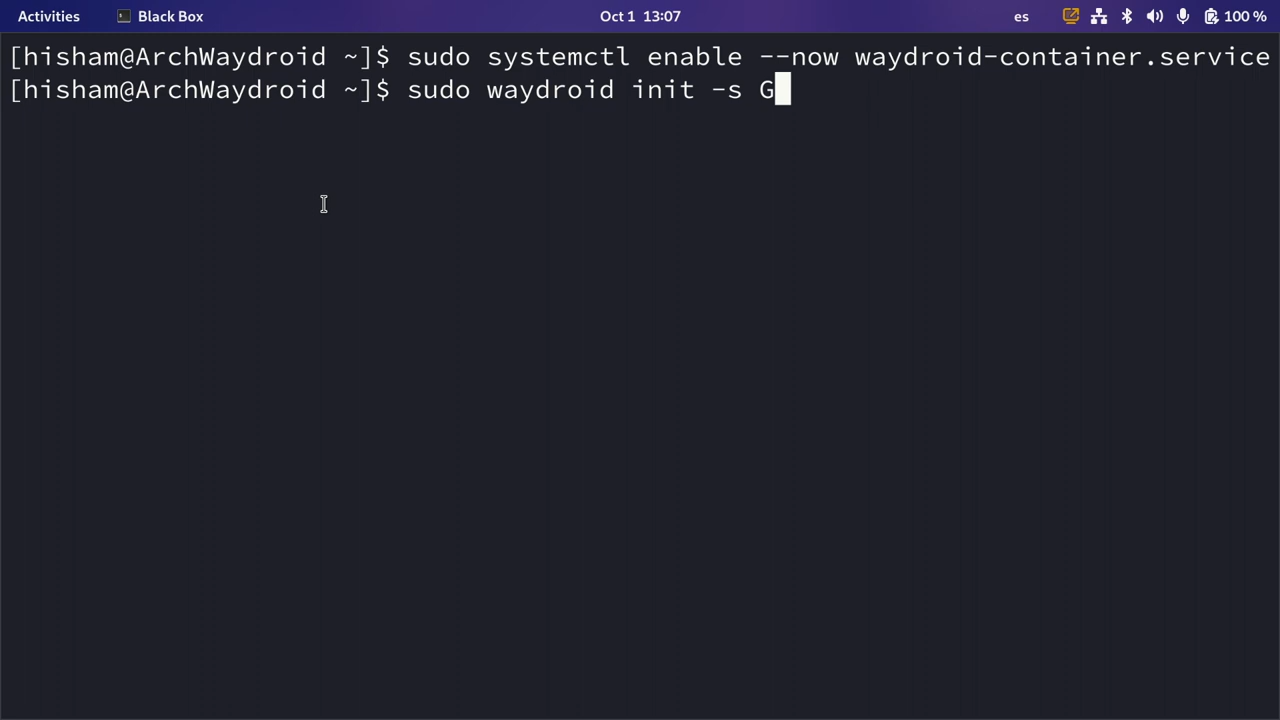 Activities Black Box Oct 1 13:07 es 100 %
[hisham@ArchWaydroid ~]$ sudo systemctl enable --now waydroid-container.service
[hisham@ArchWaydroid ~]$ sudo waydroid init -s G